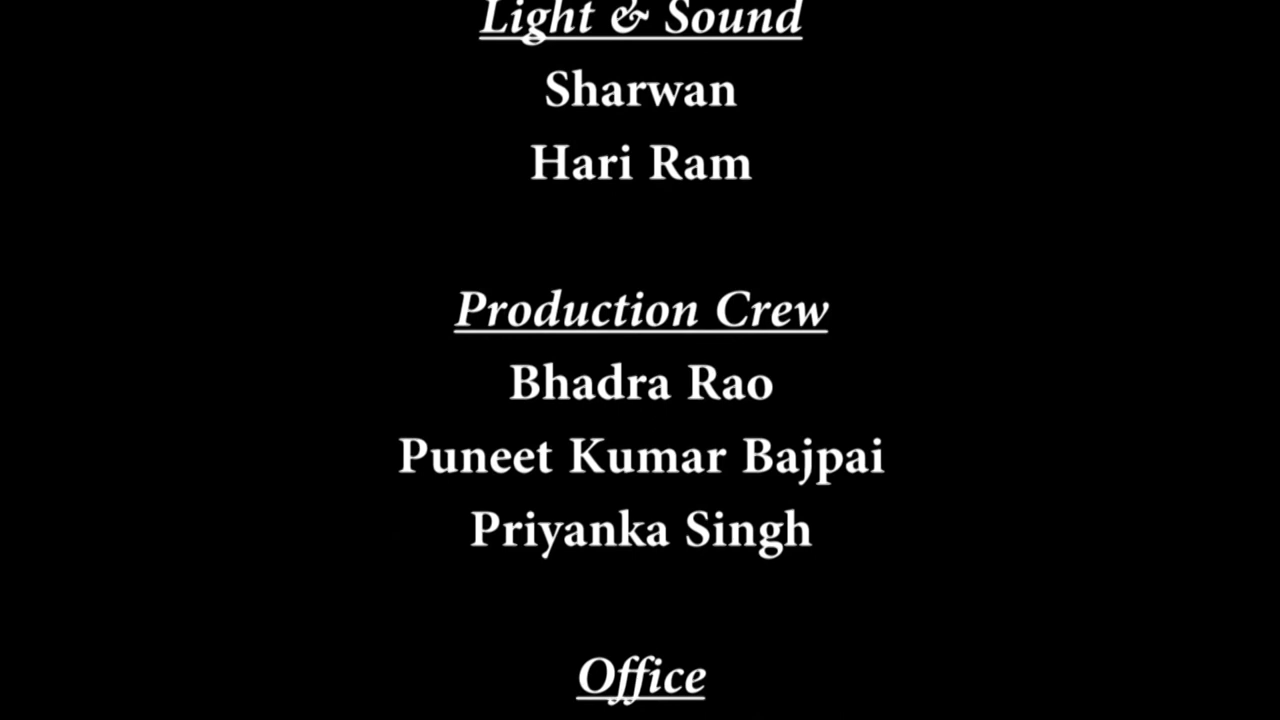 Light & Sound
Sharwan
Hari Ram
Production Crew
Bhadra Rao
Puneet Kumar Bajpai
Priyanka Singh
Office